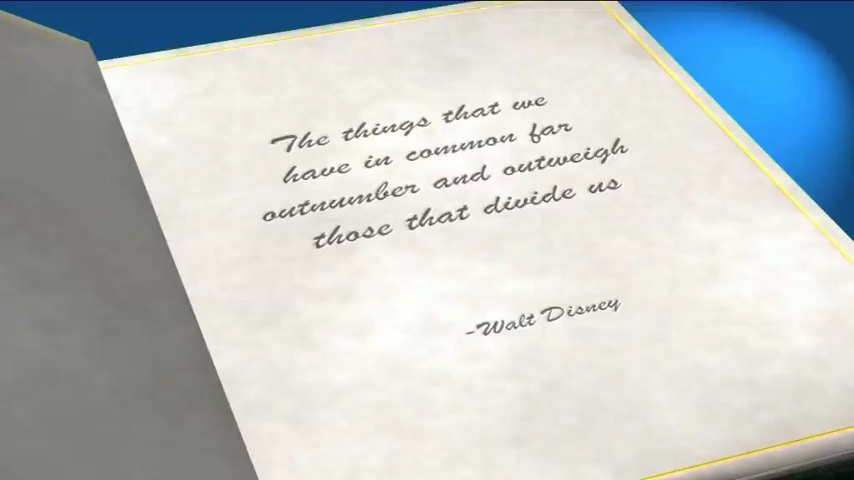 The things that we
have in common far
outnumber and outweigh
those that divide us
-Walt Disney